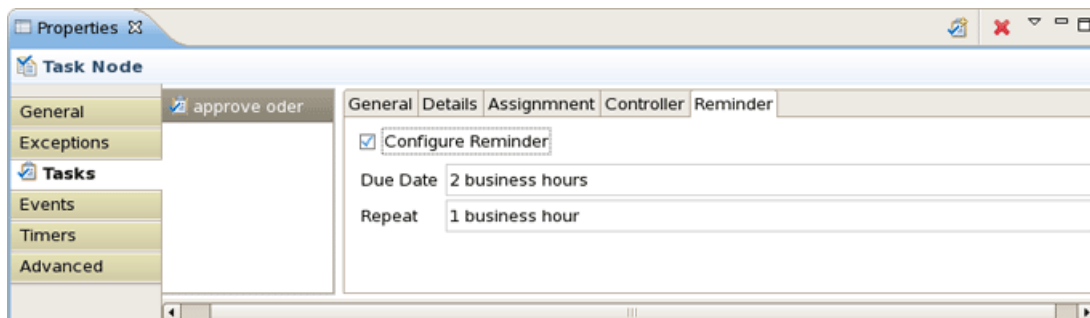 Properties
Task Node
General
Exceptions
Tasks
Events
Timers
Advanced
approve oder
General Details Assignmnent Controller Reminder
Configure Reminder
Due Date 2 business hours
Repeat 1 business hour